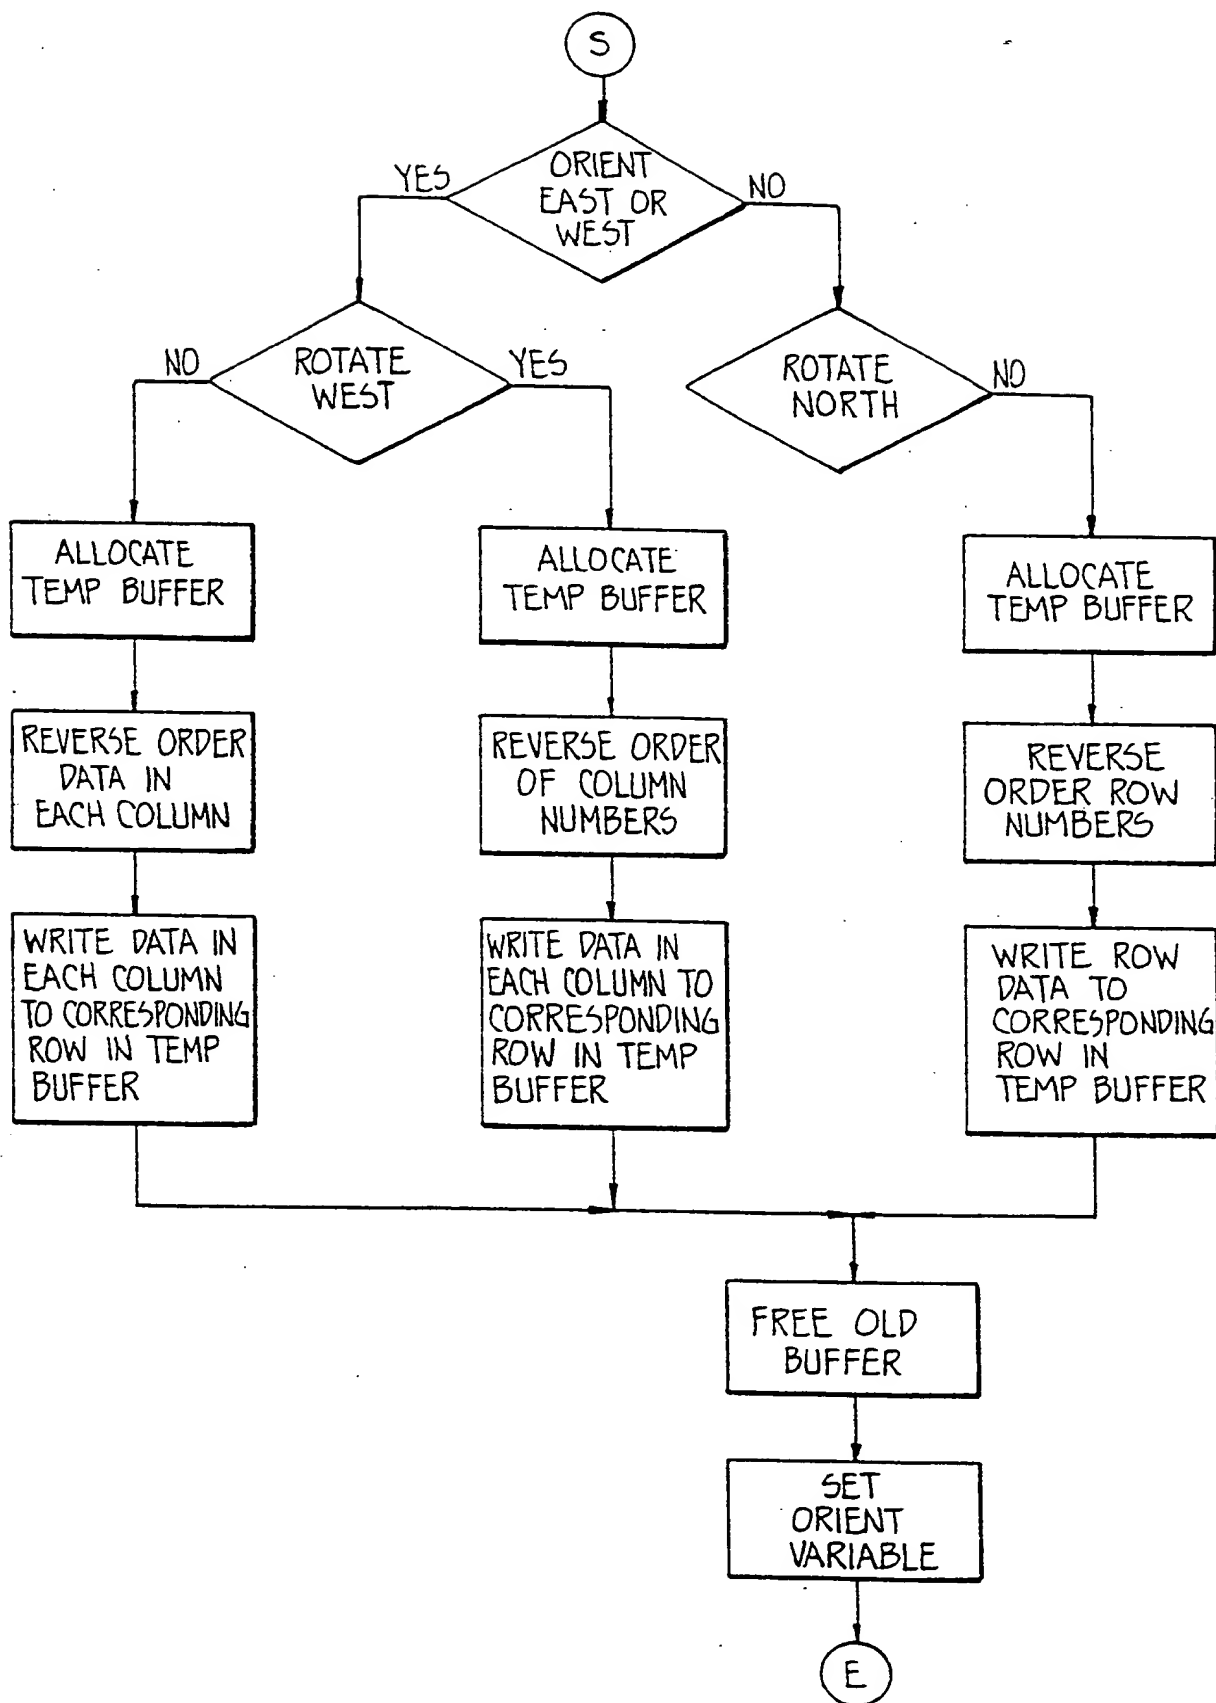 S
ORIENT
EAST OR
WEST
YES
NO
ROTATE
WEST
NO
YES
ROTATE
NORTH
NO
ALLOCATE
TEMP BUFFER
REVERSE ORDER
DATA IN
EACH COLUMN
WRITE DATA IN
EACH COLUMN
TO CORRESPONDING
ROW IN TEMP
BUFFER
ALLOCATE
TEMP BUFFER
REVERSE ORDER
OF COLUMN
NUMBERS
WRITE DATA IN
EACH COLUMN TO
CORRESPONDING
ROW IN TEMP
BUFFER
ALLOCATE
TEMP BUFFER
REVERSE
ORDER ROW
NUMBERS
WRITE ROW
DATA TO
CORRESPONDING
ROW IN
TEMP BUFFER
FREE OLD
BUFFER
SET
ORIENT
VARIABLE
E